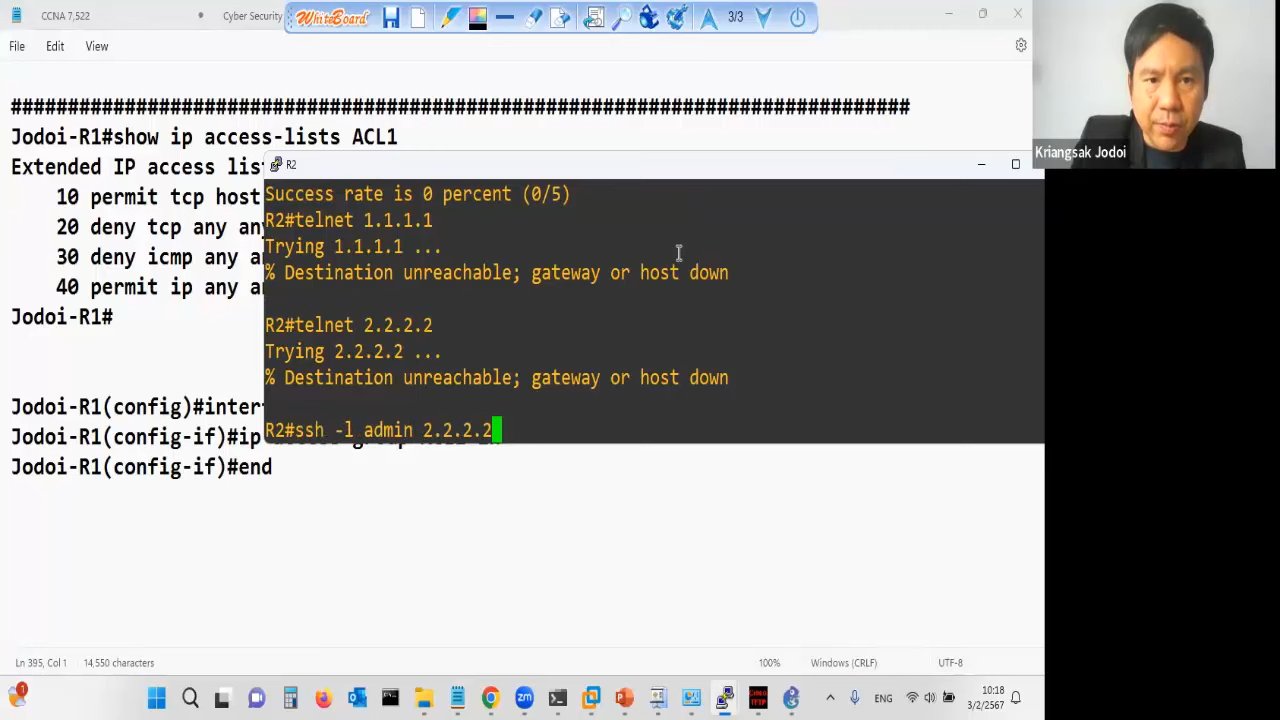 CCNA 7,522
Cyber Security
WhiteBoard
3/3
File Edit View
################################################################################
Jodoi-R1#show ip access-lists ACL1
Extended IP access lis
10 permit tcp host
20 deny tcp any an
30 deny icmp any a
40 permit ip any a
Jodoi-R1#
Jodoi-R1(config)#inter
Jodoi-R1(config-if)#ip
Jodoi-R1(config-if)#end
R2
Success rate is 0 percent (0/5)
R2#telnet 1.1.1.1
Trying 1.1.1.1 ...
% Destination unreachable; gateway or host down
R2#telnet 2.2.2.2
Trying 2.2.2.2 ...
% Destination unreachable; gateway or host down
R2#ssh -l admin 2.2.2.2
Kriangsak Jodoi
Ln 395, Col 1 14,550 characters 100% Windows (CRLF) UTF-8
1
zm
ENG
10:18
3/2/2567